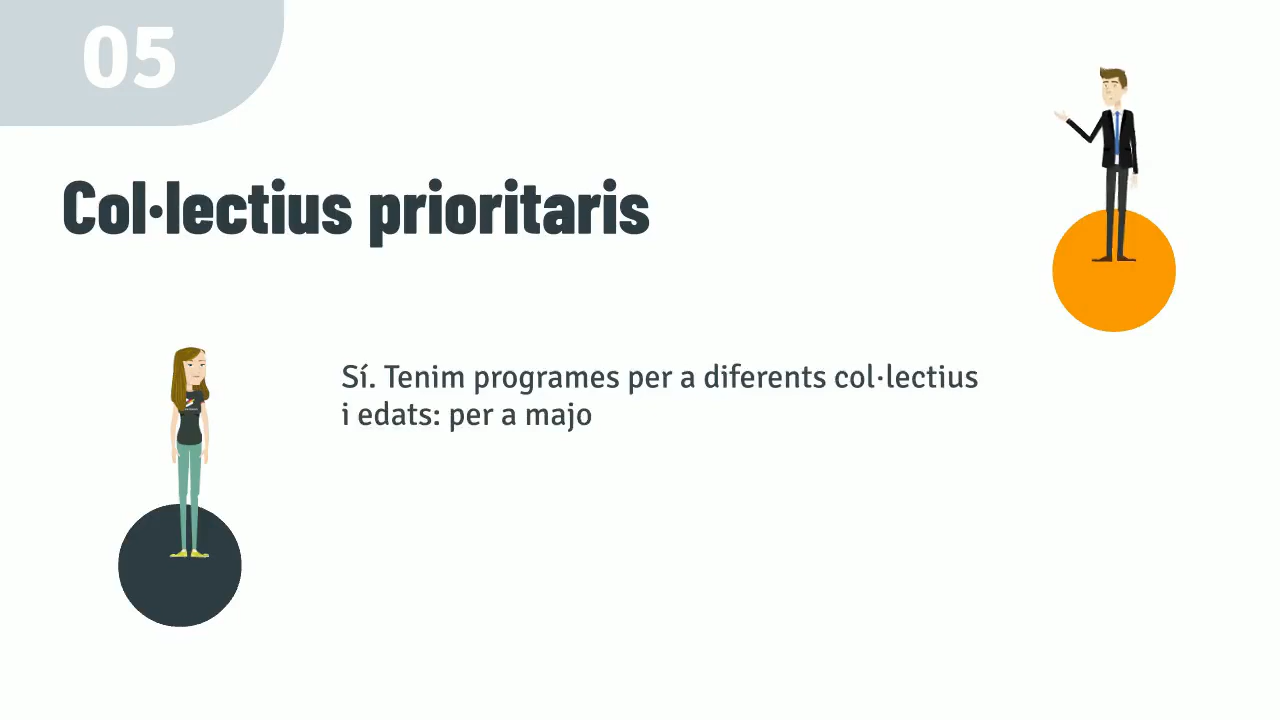 05
Col·lectius prioritaris
Sí. Tenim programes per a diferents col·lectius
i edats: per a majo